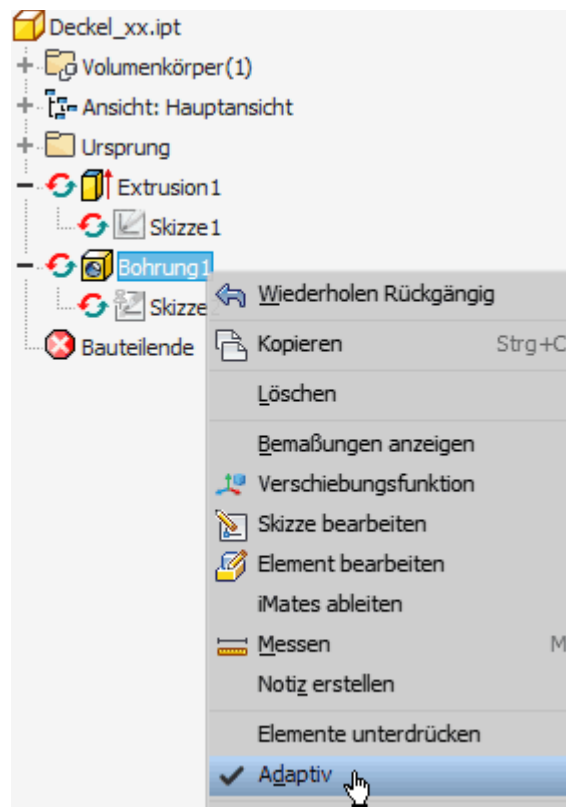 Deckel_xx.ipt
Volumenkörper(1)
Ansicht: Hauptansicht
Ursprung
Extrusion1
Skizze1
Bohrung1
Skizze
Bauteilende
Wiederholen Rückgängig
Kopieren Strg+C
Löschen
Bemaßungen anzeigen
Verschiebungsfunktion
Skizze bearbeiten
Element bearbeiten
iMates ableiten
Messen M
Notiz erstellen
Elemente unterdrücken
Adaptiv